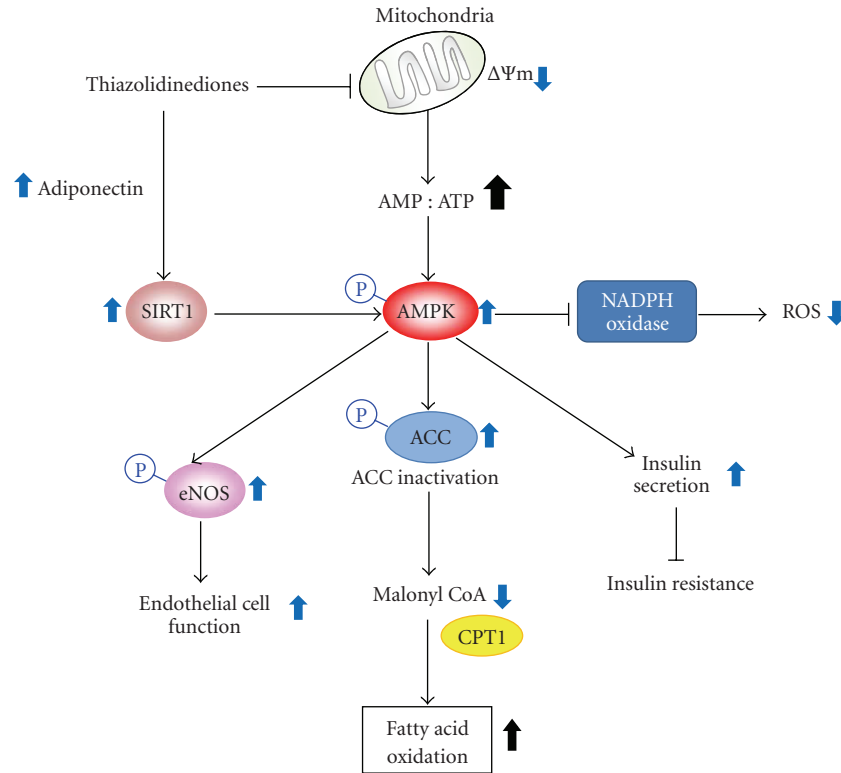 Mitochondria
ΔΨm
Thiazolidinediones
Adiponectin
AMP : ATP
P
SIRT1
AMPK
NADPH
oxidase
ROS
P
ACC
ACC inactivation
P
eNOS
Insulin
secretion
Endothelial cell
function
Malonyl CoA
CPT1
Insulin resistance
Fatty acid
oxidation